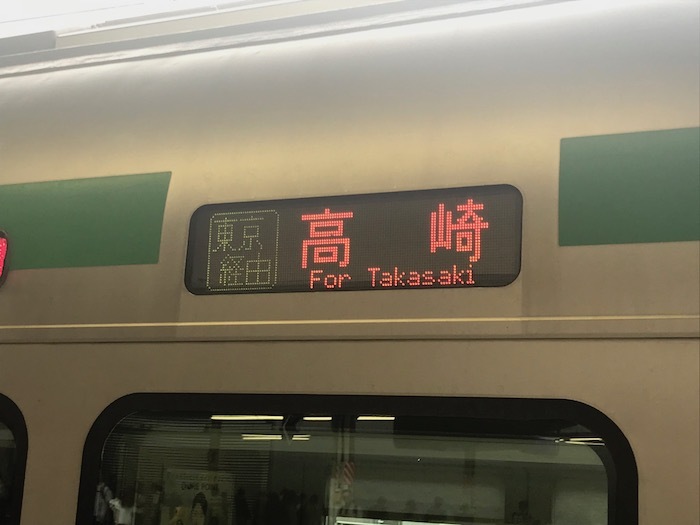 東京
経由
高崎
For Takasaki